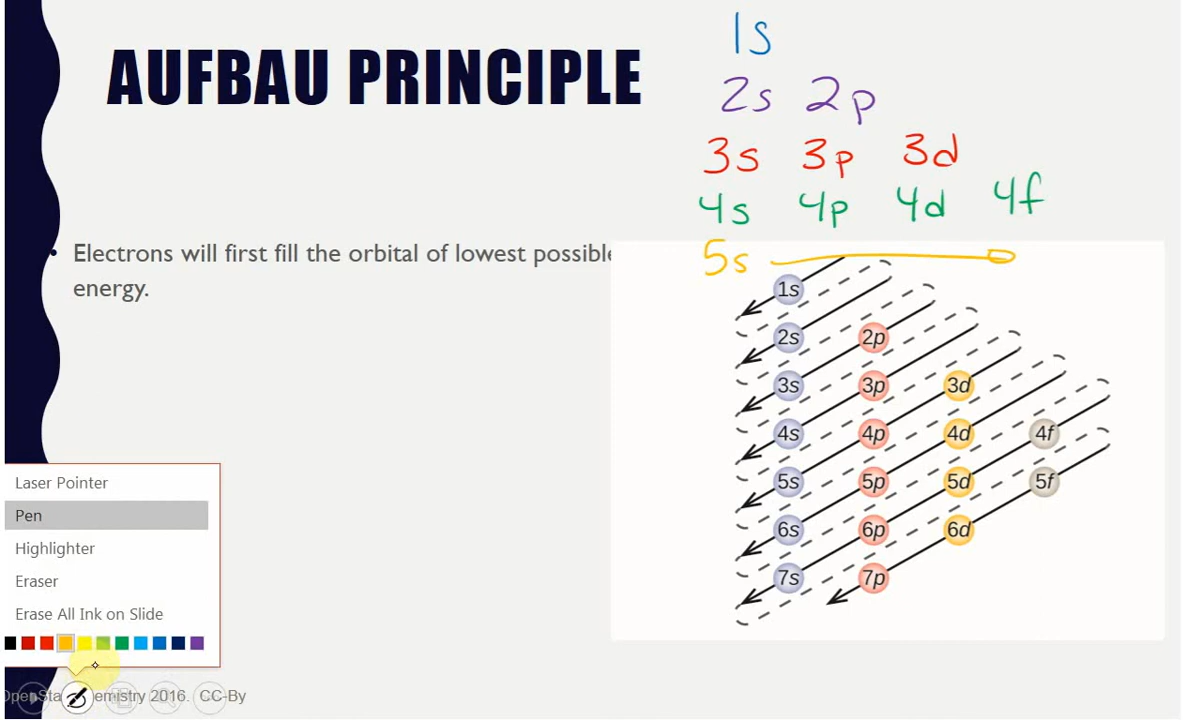 AUFBAU PRINCIPLE
1s
2s 2p
3s 3p 3d
4s 4p 4d 4f
5s
• Electrons will first fill the orbital of lowest possible
energy.
1s
2s 2p
3s 3p 3d
4s 4p 4d 4f
5s 5p 5d 5f
6s 6p 6d
7s 7p
Laser Pointer
Pen
Highlighter
Eraser
Erase All Ink on Slide
2016. CC-By